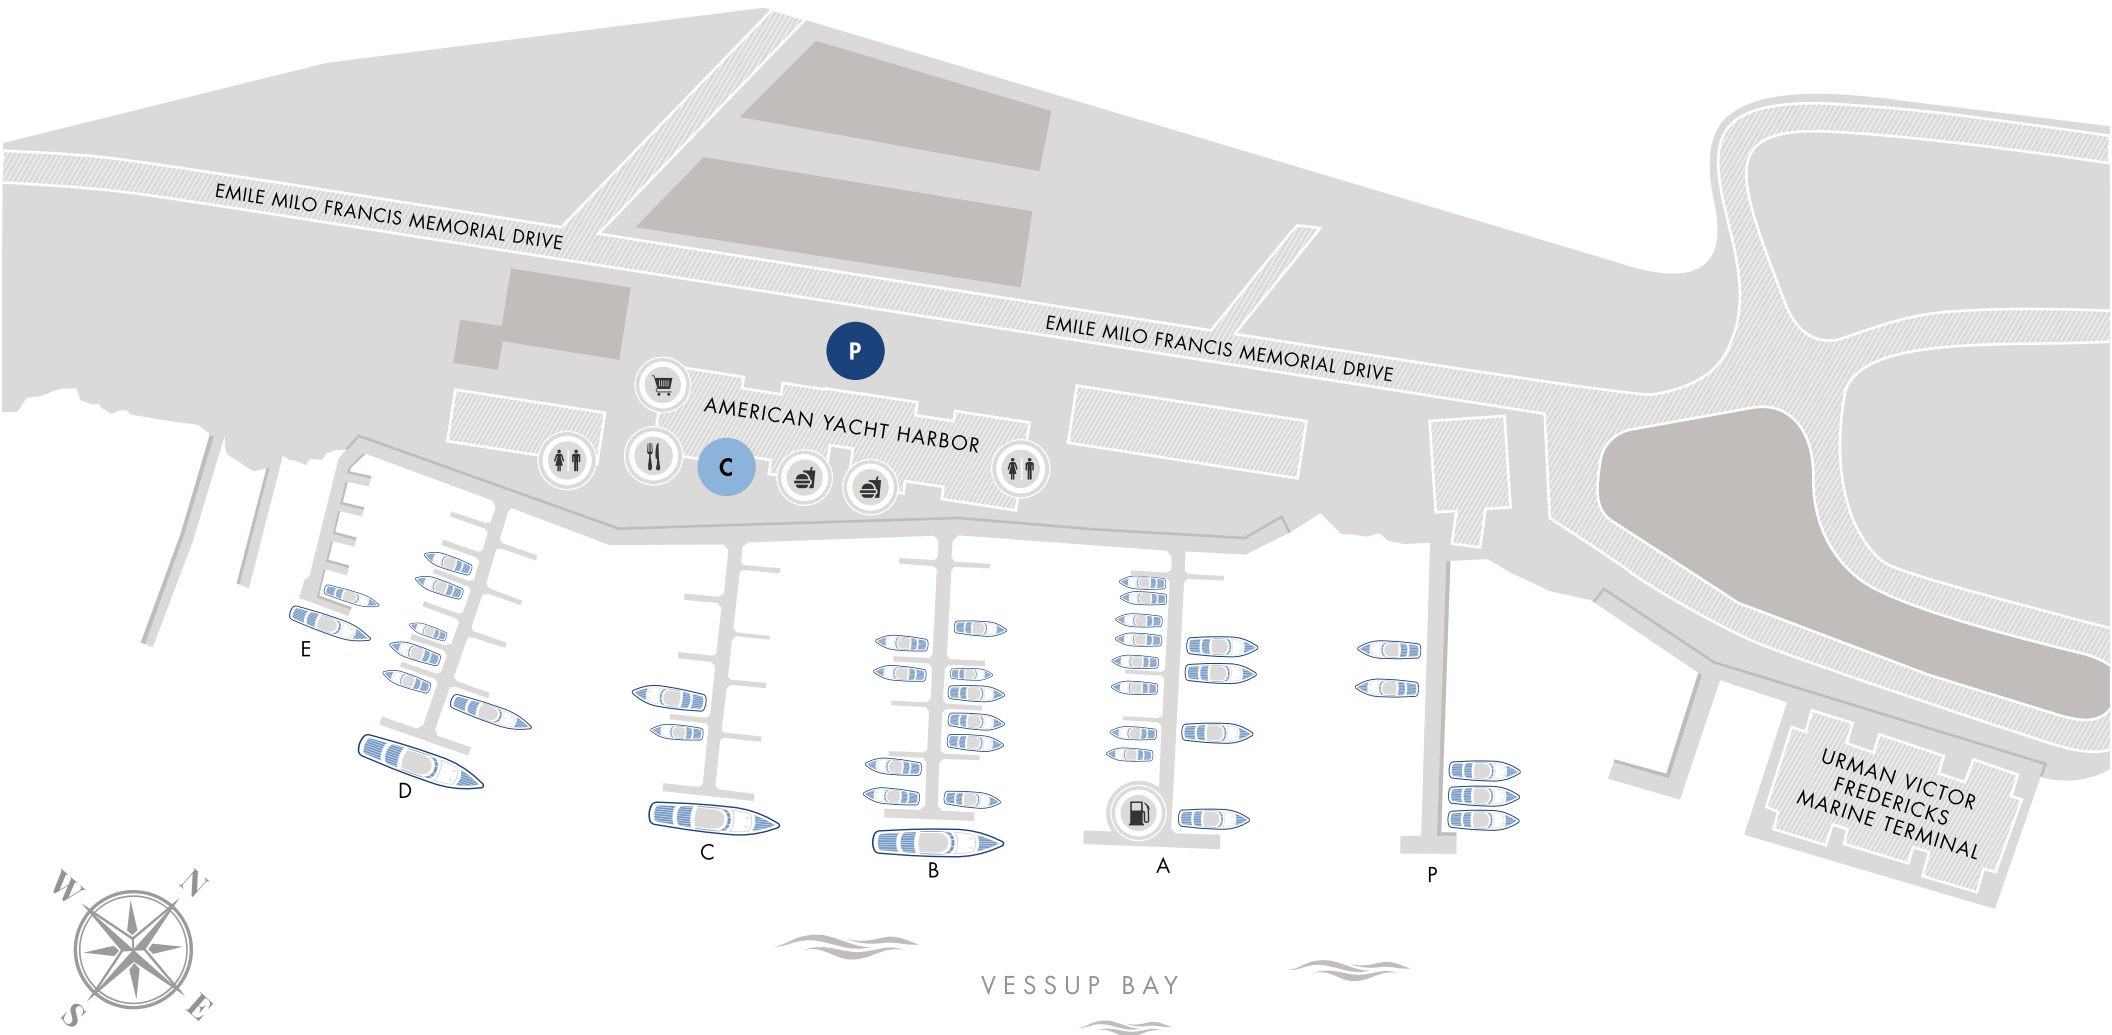 EMILE MILO FRANCIS MEMORIAL DRIVE
EMILE MILO FRANCIS MEMORIAL DRIVE
P
AMERICAN YACHT HARBOR
C
E
D
C
B
A
P
URMAN VICTOR
FREDERICKS
MARINE TERMINAL
W
N
S
E
VESSUP BAY